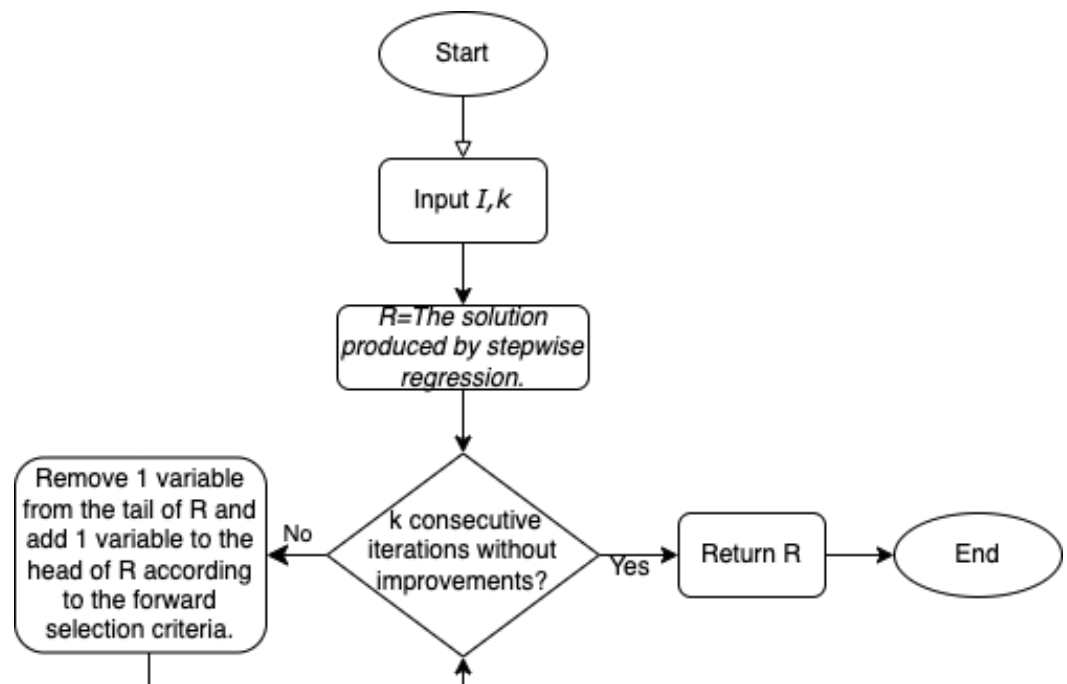 Start
Input I,k
R=The solution
produced by stepwise
regression.
k consecutive
iterations without
improvements?
No
Remove 1 variable
from the tail of R and
add 1 variable to the
head of R according
to the forward
selection criteria.
Yes
Return R
End